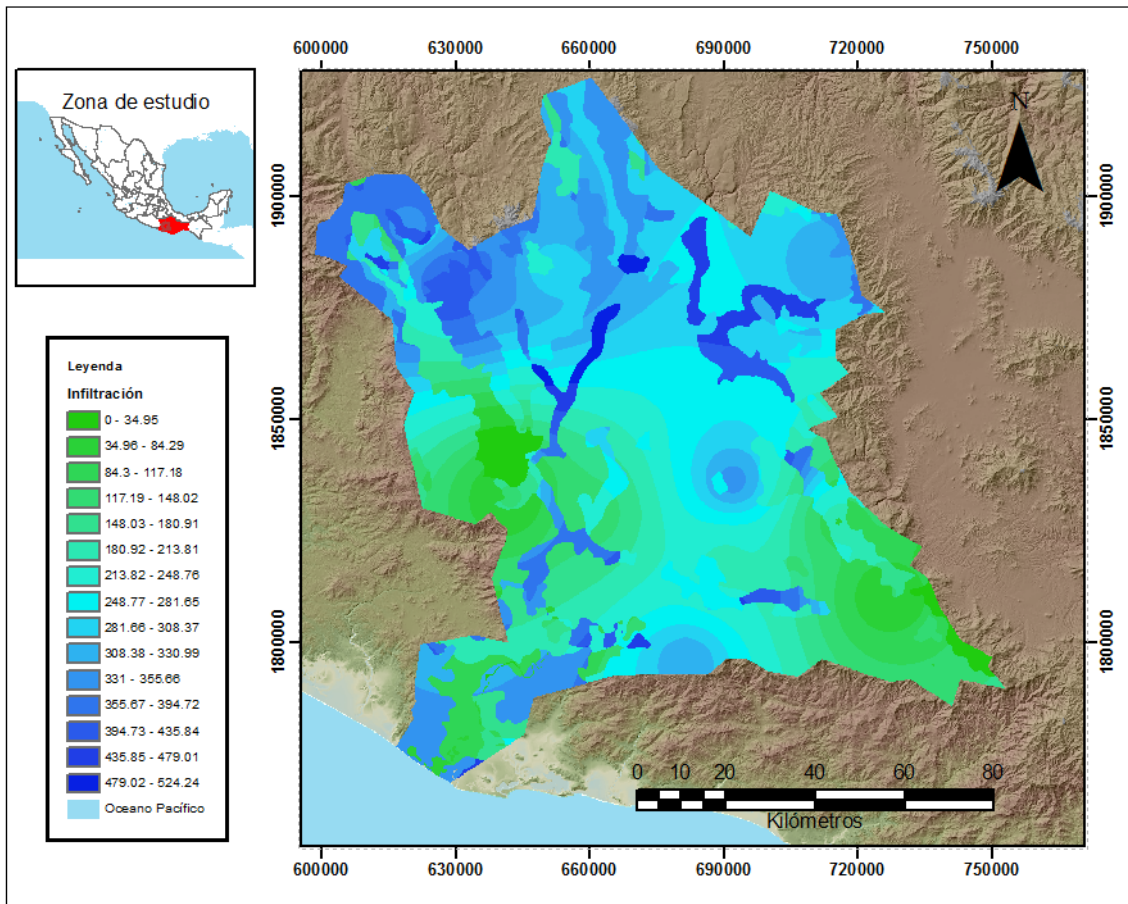 Zona de estudio
Leyenda
Infiltración
0 - 34.95
34.96 - 84.29
84.3 - 117.18
117.19 - 148.02
148.03 - 180.91
180.92 - 213.81
213.82 - 248.76
248.77 - 281.65
281.66 - 308.37
308.38 - 330.99
331 - 355.66
355.67 - 394.72
394.73 - 435.84
435.85 - 479.01
479.02 - 524.24
Oceano Pacífico
600000 630000 660000 690000 720000 750000
N
1900000 1900000
1850000 1850000
1800000 1800000
0 10 20 40 60 80
Kilómetros
600000 630000 660000 690000 720000 750000